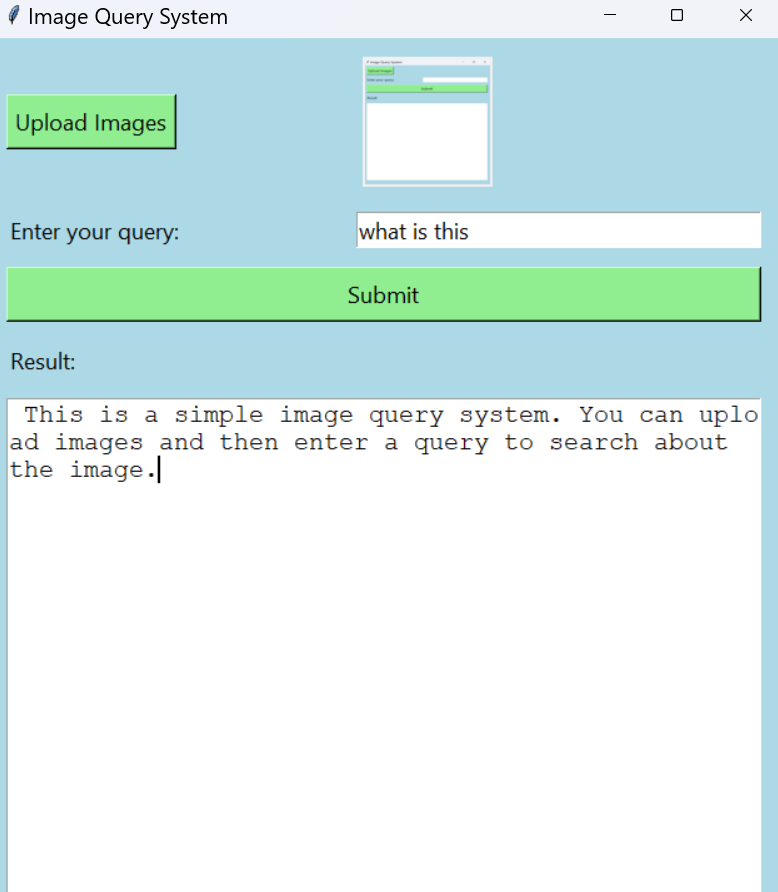 Image Query System
Image Query System
Upload Images
Enter your query:
Submit
Result:
Upload Images
Enter your query:
what is this
Submit
Result:
This is a simple image query system. You can uplo
ad images and then enter a query to search about
the image.